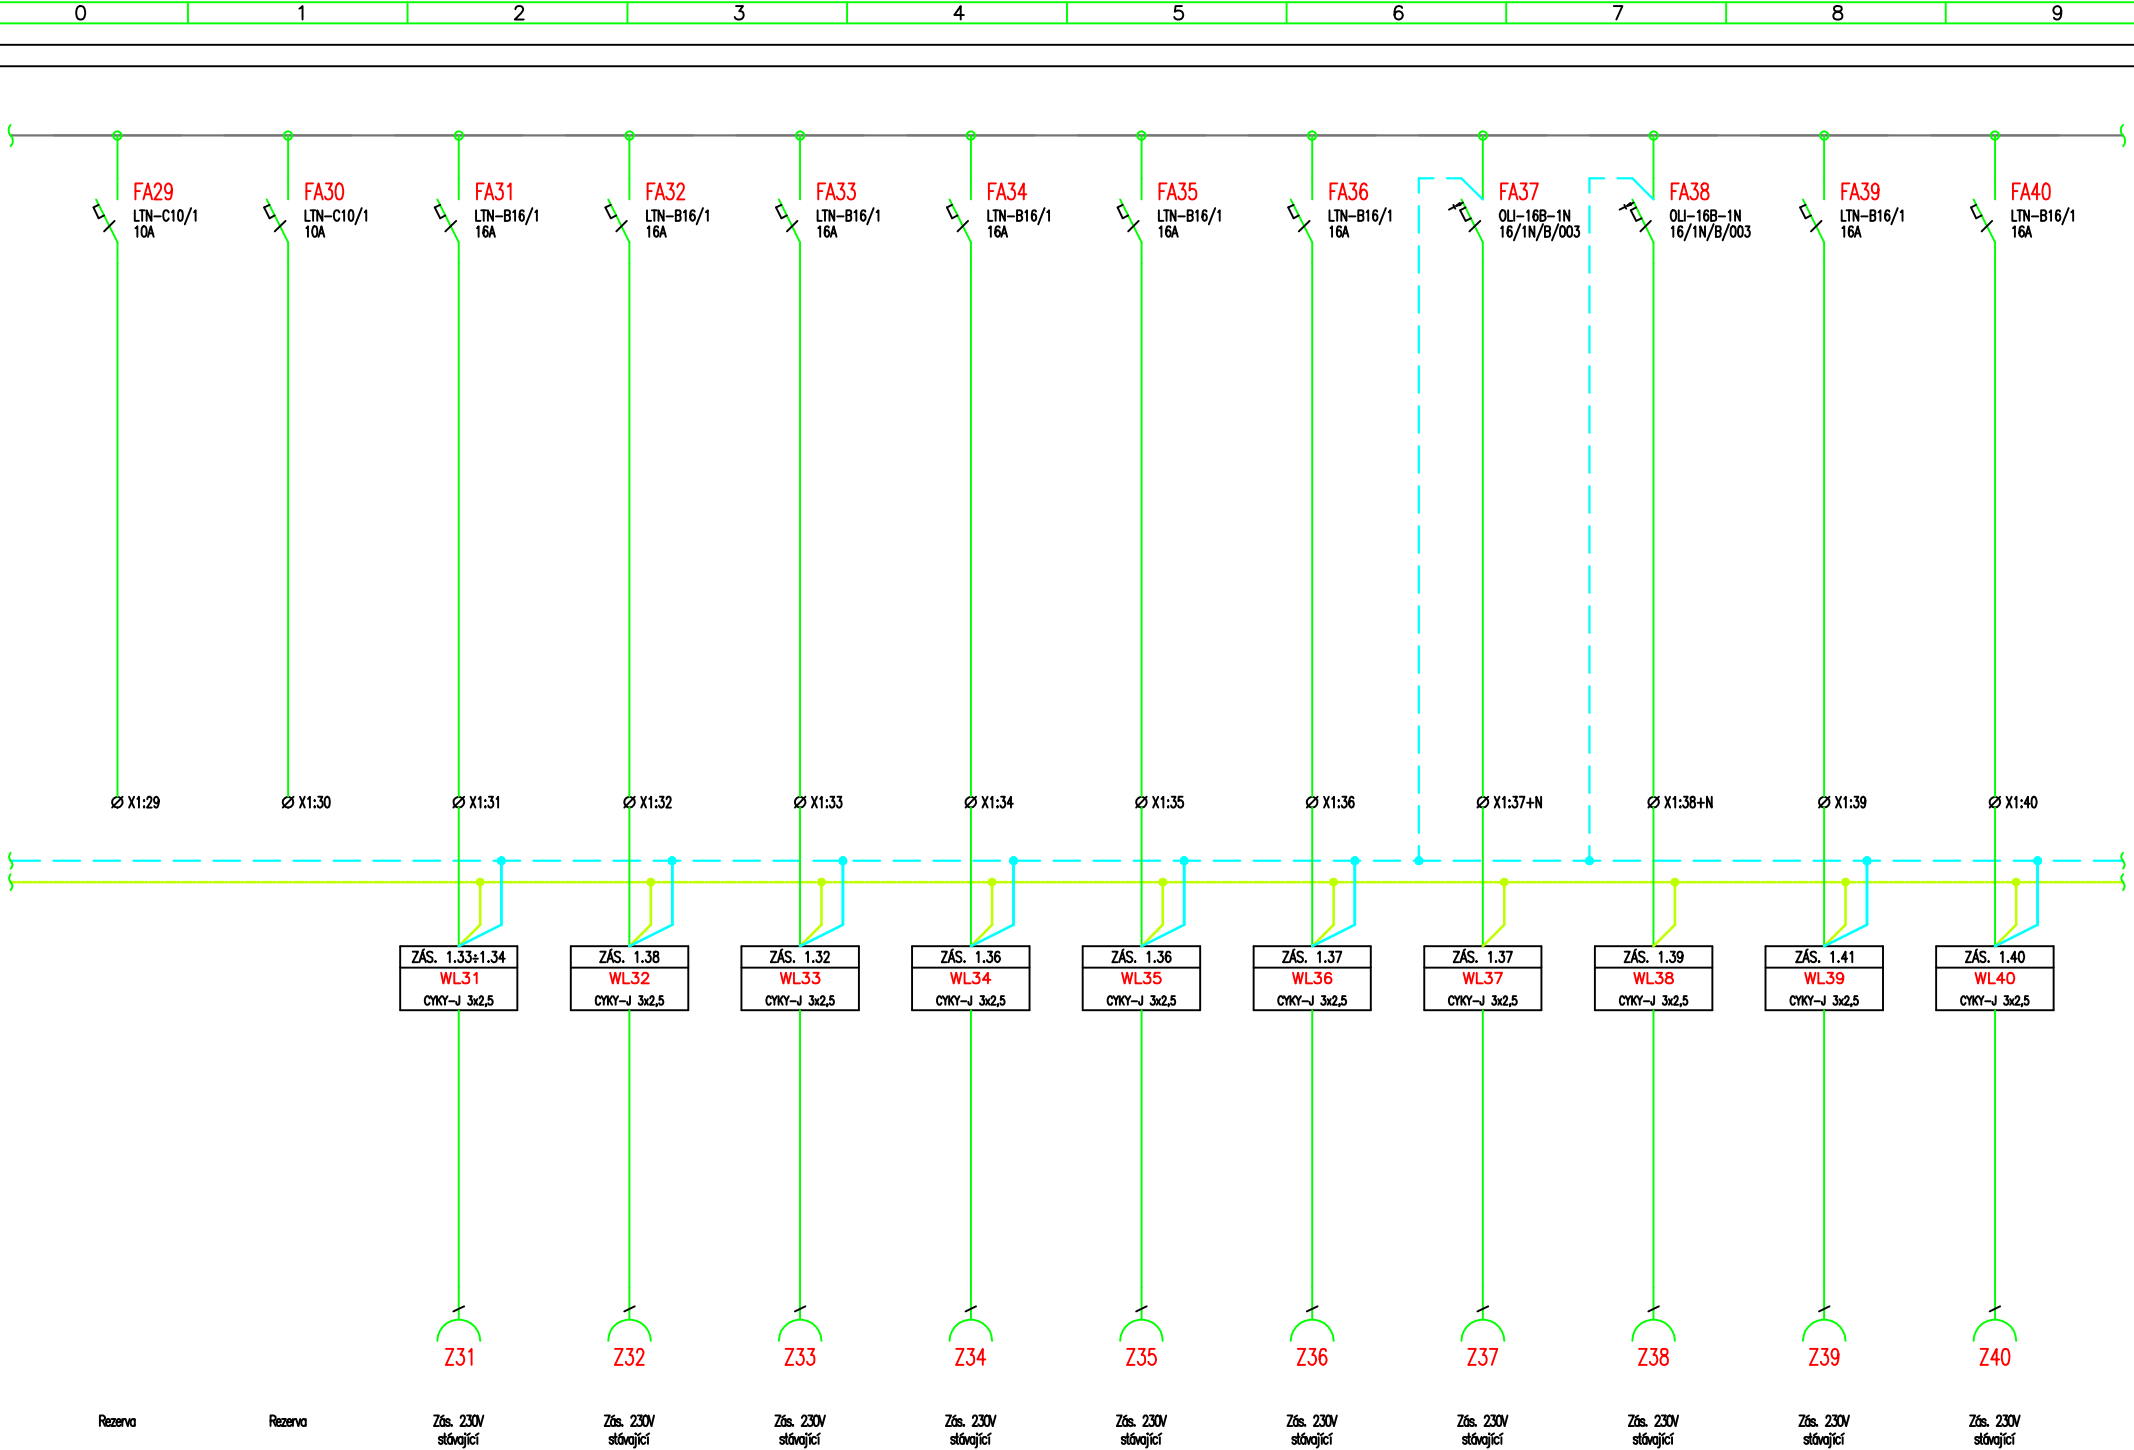 0 1 2 3 4 5 6 7 8 9
FA29 FA30 FA31 FA32 FA33 FA34 FA35 FA36 FA37 FA38 FA39 FA40
LTN-C10/1 LTN-C10/1 LTN-B16/1 LTN-B16/1 LTN-B16/1 LTN-B16/1 LTN-B16/1 LTN-B16/1 OLI-16B-1N OLI-16B-1N LTN-B16/1 LTN-B16/1
10A 10A 16A 16A 16A 16A 16A 16A 16/1N/B/003 16/1N/B/003 16A 16A
X1:29 X1:30 X1:31 X1:32 X1:33 X1:34 X1:35 X1:36 X1:37+N X1:38+N X1:39 X1:40
ZÁS. 1.33÷1.34 ZÁS. 1.38 ZÁS. 1.32 ZÁS. 1.36 ZÁS. 1.36 ZÁS. 1.37 ZÁS. 1.37 ZÁS. 1.39 ZÁS. 1.41 ZÁS. 1.40
WL31 WL32 WL33 WL34 WL35 WL36 WL37 WL38 WL39 WL40
CYKY-J 3x2,5 CYKY-J 3x2,5 CYKY-J 3x2,5 CYKY-J 3x2,5 CYKY-J 3x2,5 CYKY-J 3x2,5 CYKY-J 3x2,5 CYKY-J 3x2,5 CYKY-J 3x2,5 CYKY-J 3x2,5
Z31 Z32 Z33 Z34 Z35 Z36 Z37 Z38 Z39 Z40
Rezerva Rezerva Zás. 230V Zás. 230V Zás. 230V Zás. 230V Zás. 230V Zás. 230V Zás. 230V Zás. 230V Zás. 230V Zás. 230V
stávající stávající stávající stávající stávající stávající stávající stávající stávající stávající